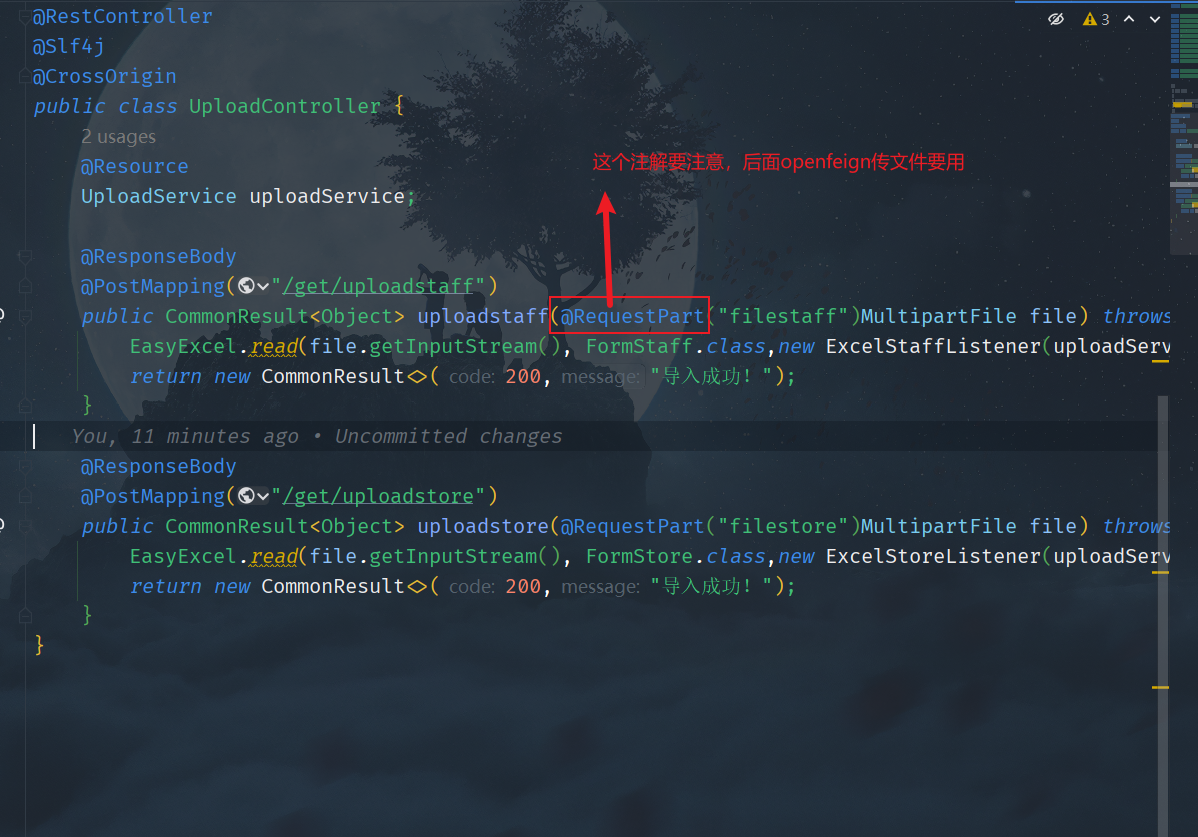 @RestController
@Slf4j
3
@CrossOrigin
public class UploadController {
2 usages
@Resource
这个注解要注意，后面openfeign传文件要用
UploadService uploadService;
@ResponseBody
@PostMapping("/get/uploadstaff")
public CommonResult<Object> uploadstaff(@RequestPart("filestaff")MultipartFile file) throws
EasyExcel.read(file.getInputStream(), FormStaff.class,new ExcelStaffListener(uploadServ
return new CommonResult<>( code: 200, message: "导入成功！");
}
You, 11 minutes ago • Uncommitted changes
@ResponseBody
@PostMapping("/get/uploadstore")
public CommonResult<Object> uploadstore(@RequestPart("filestore")MultipartFile file) throws
EasyExcel.read(file.getInputStream(), FormStore.class,new ExcelStoreListener(uploadServ
return new CommonResult<>( code: 200, message: "导入成功！");
}
}